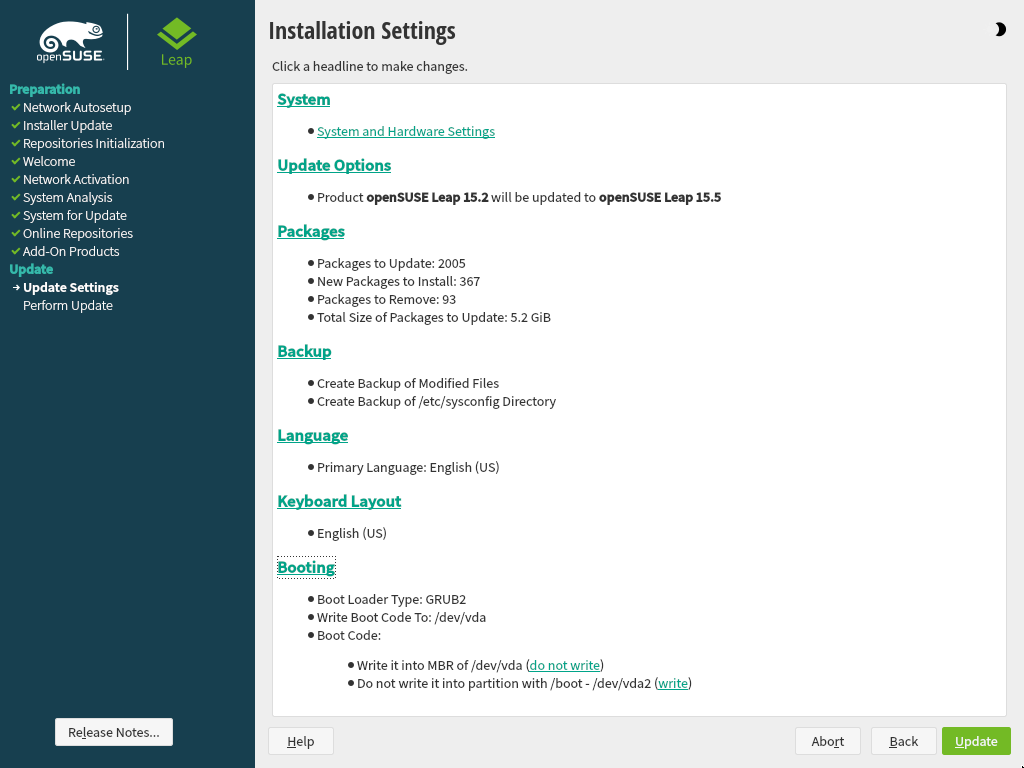 openSUSE
Leap
Preparation
Network Autosetup
Installer Update
Repositories Initialization
Welcome
Network Activation
System Analysis
System for Update
Online Repositories
Add-On Products
Update
Update Settings
Perform Update
Release Notes...
Installation Settings
Click a headline to make changes.
System
System and Hardware Settings
Update Options
Product openSUSE Leap 15.2 will be updated to openSUSE Leap 15.5
Packages
Packages to Update: 2005
New Packages to Install: 367
Packages to Remove: 93
Total Size of Packages to Update: 5.2 GiB
Backup
Create Backup of Modified Files
Create Backup of /etc/sysconfig Directory
Language
Primary Language: English (US)
Keyboard Layout
English (US)
Booting
Boot Loader Type: GRUB2
Write Boot Code To: /dev/vda
Boot Code:
Write it into MBR of /dev/vda (do not write)
Do not write it into partition with /boot - /dev/vda2 (write)
Help
Abort
Back
Update